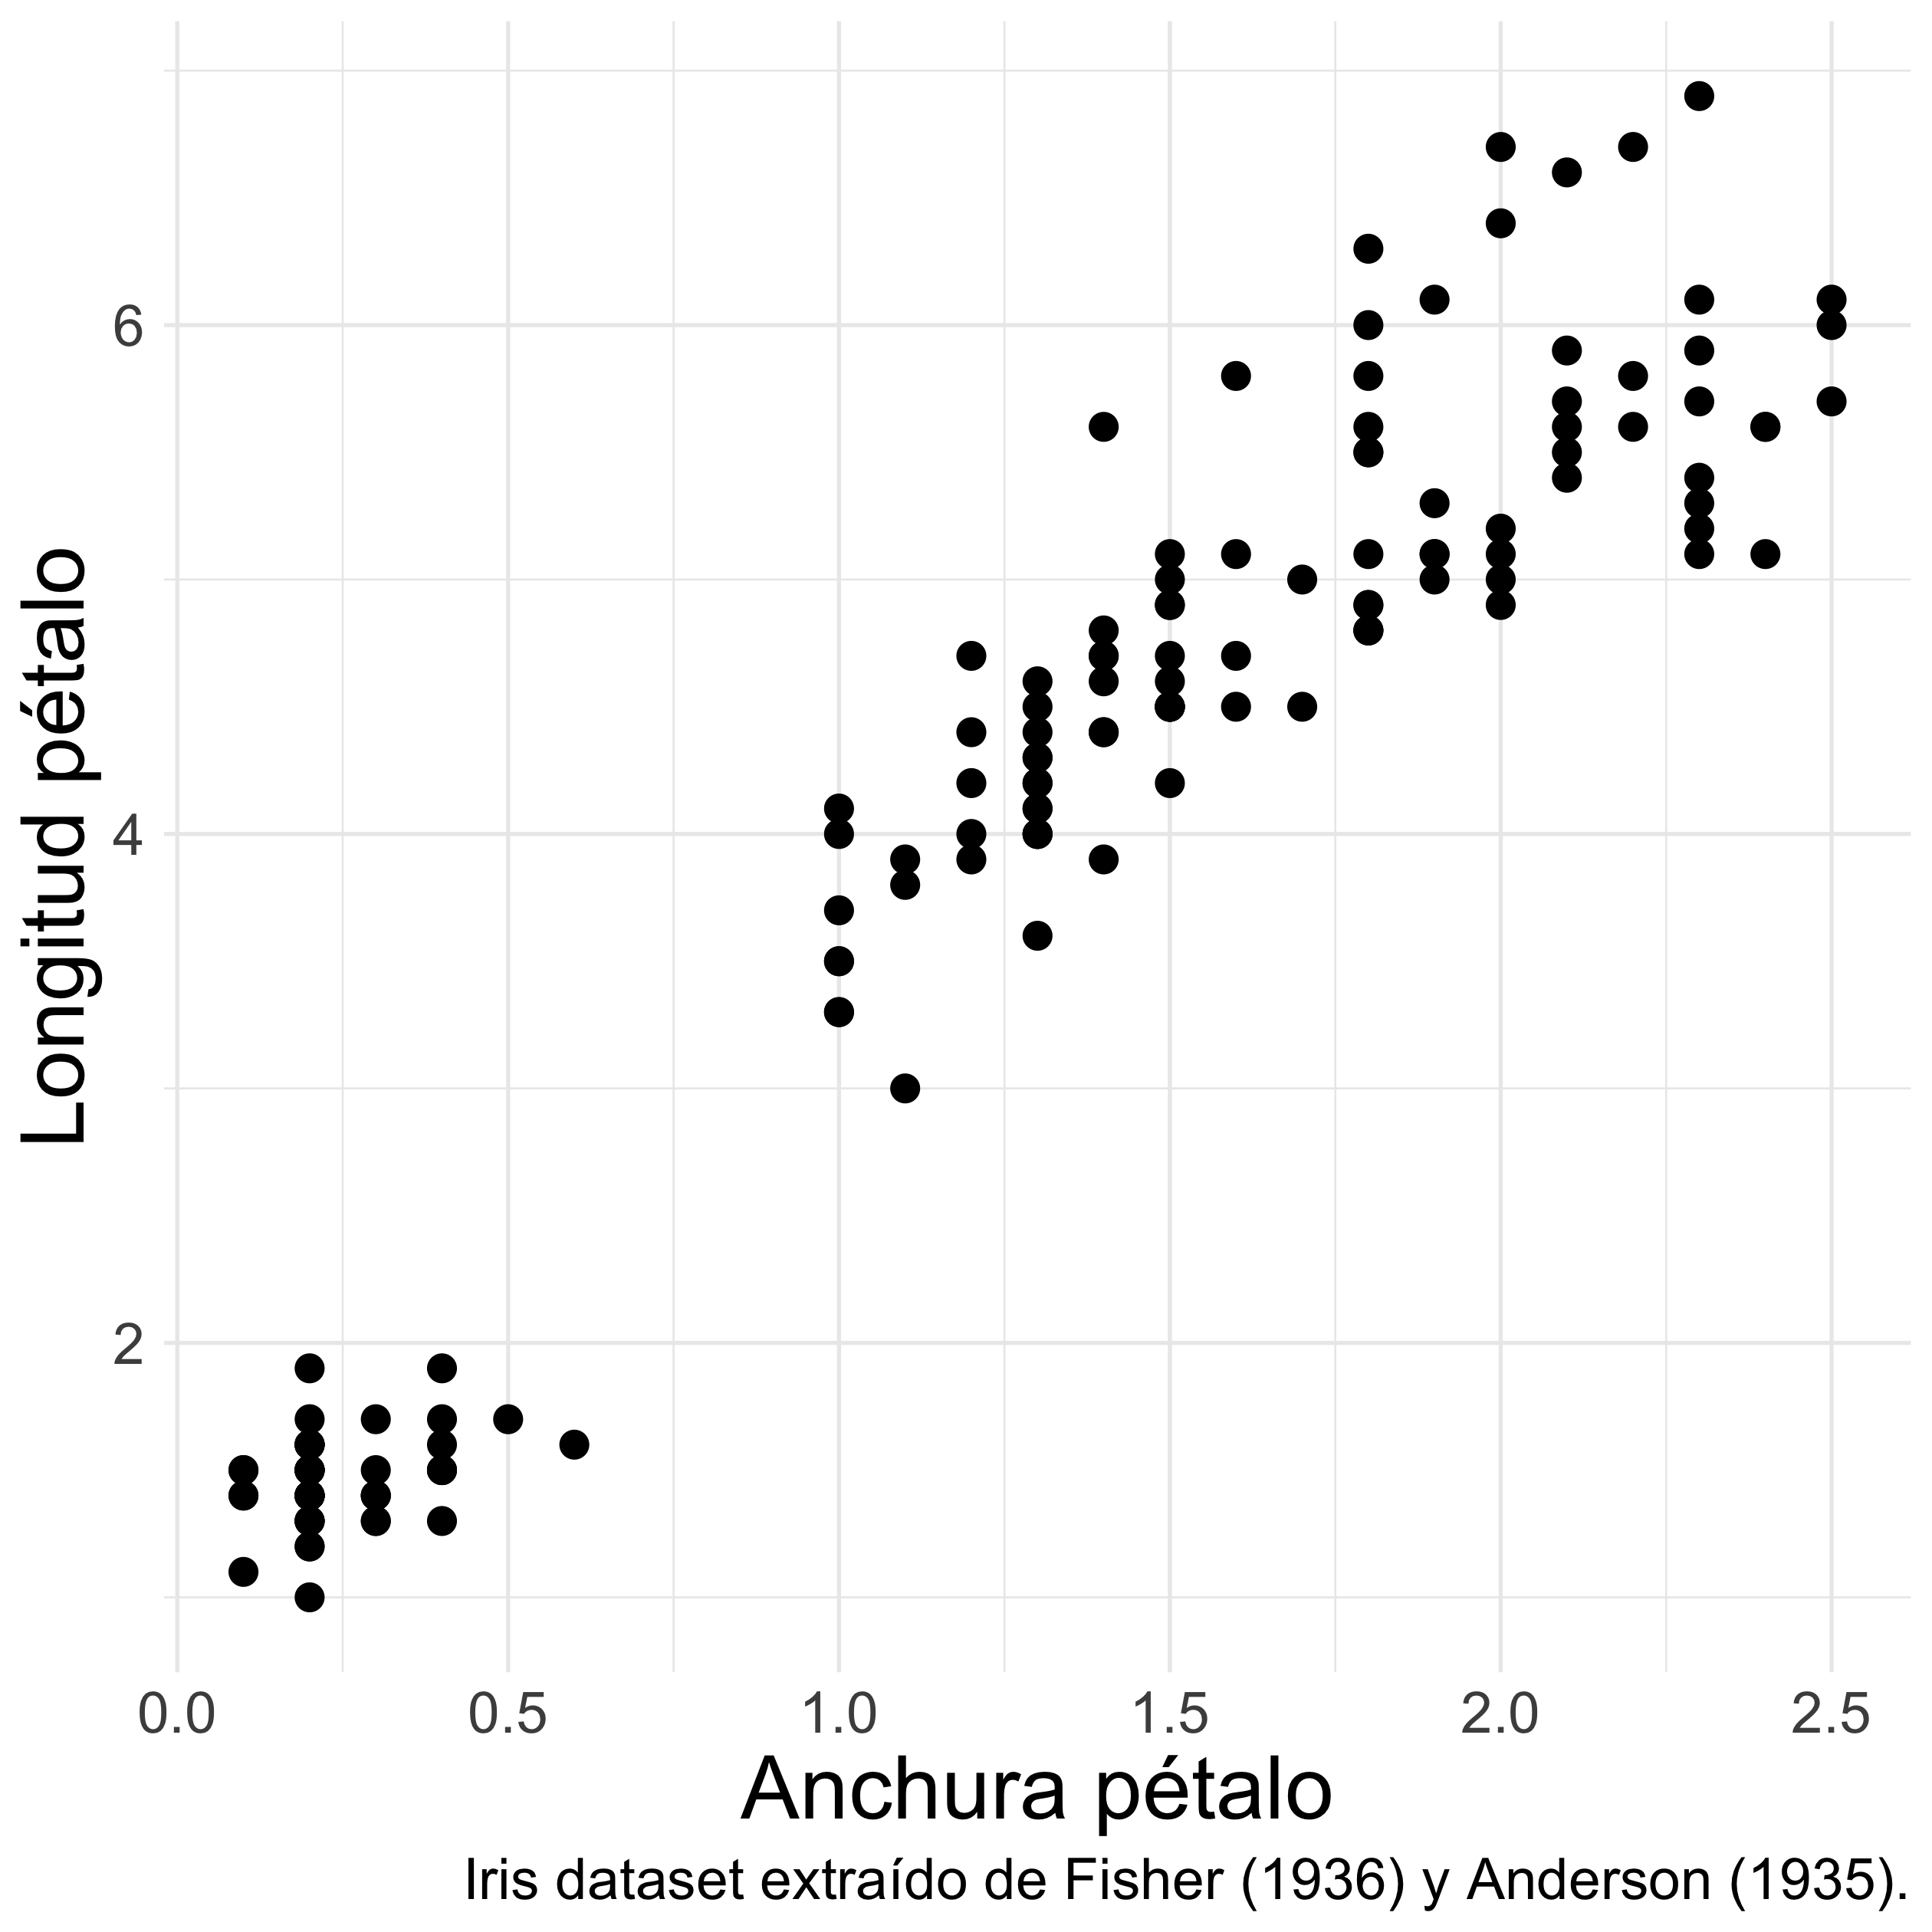 Longitud pétalo
6
4
2
0.0 0.5 1.0 1.5 2.0 2.5
Anchura pétalo
Iris dataset extraído de Fisher (1936) y Anderson (1935).